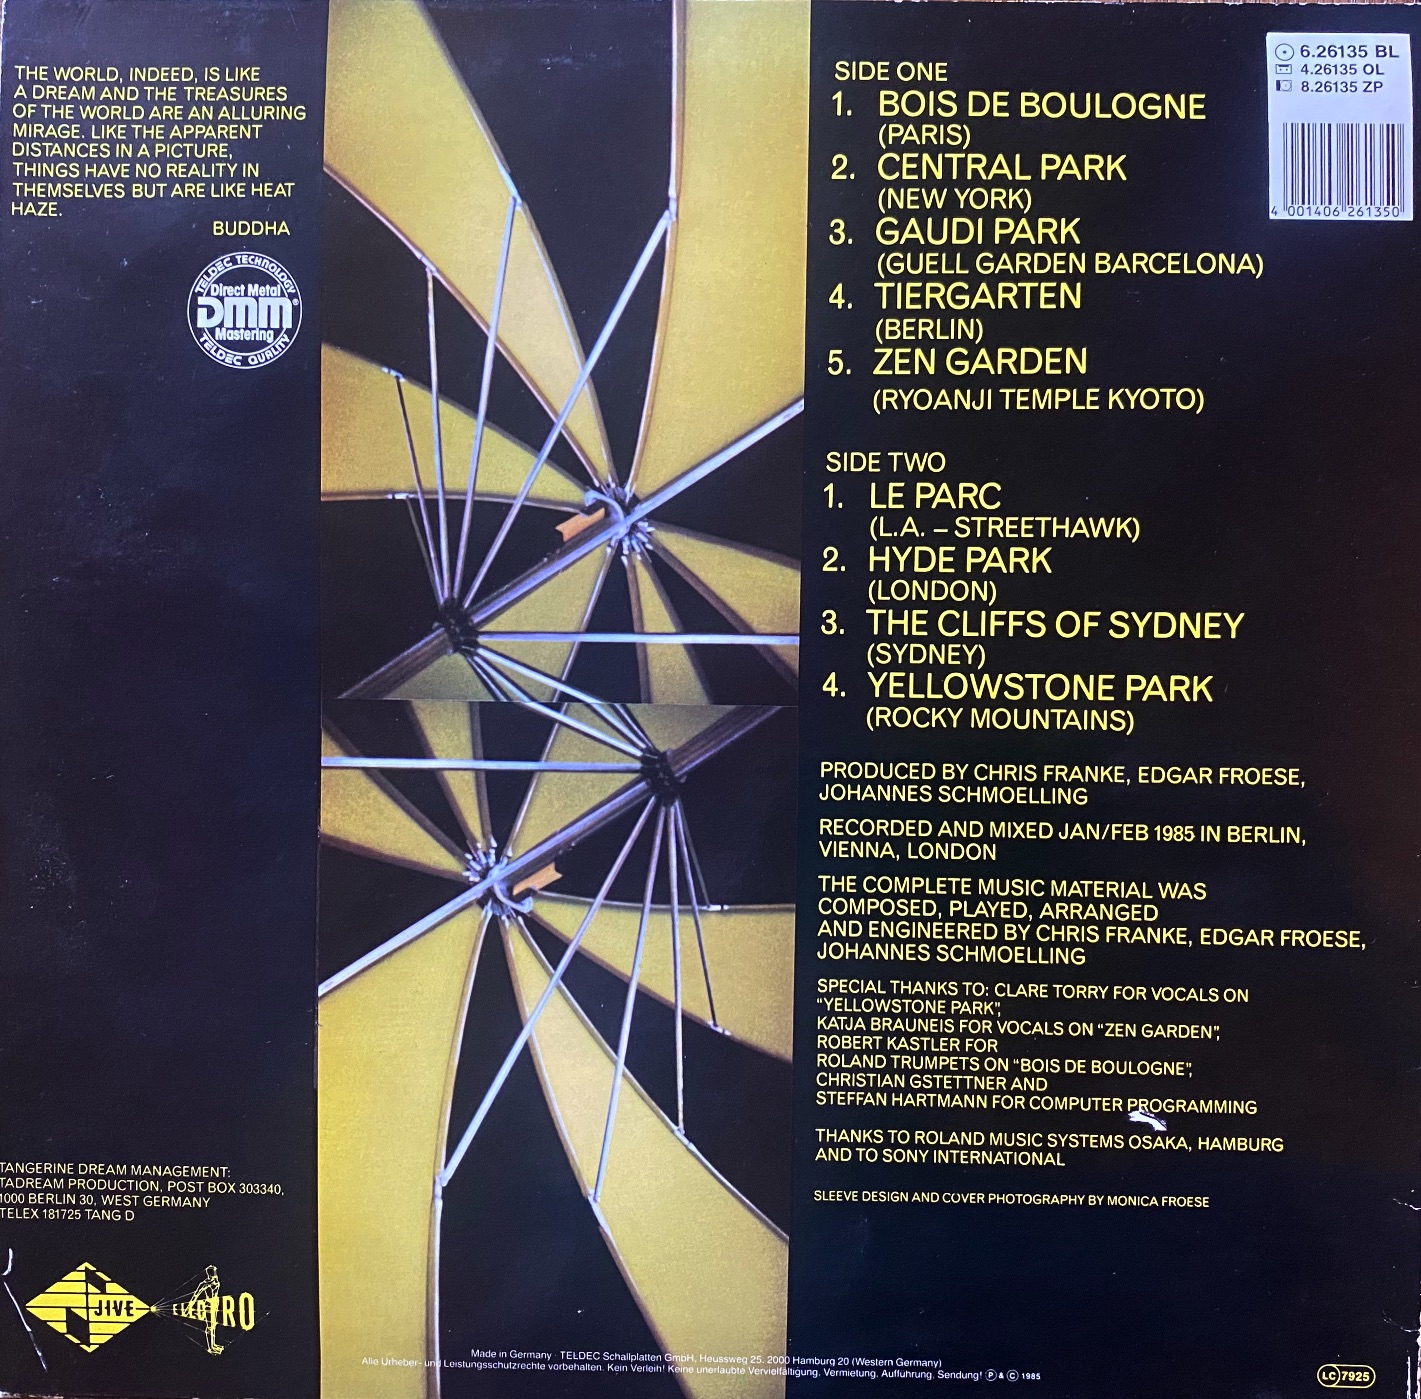 THE WORLD, INDEED, IS LIKE
A DREAM AND THE TREASURES
OF THE WORLD ARE AN ALLURING
MIRAGE. LIKE THE APPARENT
DISTANCES IN A PICTURE,
THINGS HAVE NO REALITY IN
THEMSELVES BUT ARE LIKE HEAT
HAZE.
BUDDHA
TELDEC TECHNOLOGY
Direct Metal
DMM®
Mastering
TELDEC QUALITY
TANGERINE DREAM MANAGEMENT:
TADREAM PRODUCTION, POST BOX 303340,
1000 BERLIN 30, WEST GERMANY
TELEX 181725 TANG D
JIVE
ELECTRO
SIDE ONE
1. BOIS DE BOULOGNE
(PARIS)
2. CENTRAL PARK
(NEW YORK)
3. GAUDI PARK
(GUELL GARDEN BARCELONA)
4. TIERGARTEN
(BERLIN)
5. ZEN GARDEN
(RYOANJI TEMPLE KYOTO)
SIDE TWO
1. LE PARC
(L.A. – STREETHAWK)
2. HYDE PARK
(LONDON)
3. THE CLIFFS OF SYDNEY
(SYDNEY)
4. YELLOWSTONE PARK
(ROCKY MOUNTAINS)
PRODUCED BY CHRIS FRANKE, EDGAR FROESE,
JOHANNES SCHMOELLING
RECORDED AND MIXED JAN/FEB 1985 IN BERLIN,
VIENNA, LONDON
THE COMPLETE MUSIC MATERIAL WAS
COMPOSED, PLAYED, ARRANGED
AND ENGINEERED BY CHRIS FRANKE, EDGAR FROESE,
JOHANNES SCHMOELLING
SPECIAL THANKS TO: CLARE TORRY FOR VOCALS ON
"YELLOWSTONE PARK",
KATJA BRAUNEIS FOR VOCALS ON "ZEN GARDEN",
ROBERT KASTLER FOR
ROLAND TRUMPETS ON "BOIS DE BOULOGNE",
CHRISTIAN GSTETTNER AND
STEFFAN HARTMANN FOR COMPUTER PROGRAMMING
THANKS TO ROLAND MUSIC SYSTEMS OSAKA, HAMBURG
AND TO SONY INTERNATIONAL
SLEEVE DESIGN AND COVER PHOTOGRAPHY BY MONICA FROESE
6.26135 BL
4.26135 OL
8.26135 ZP
4 001406 261350
Made in Germany · TELDEC Schallplatten GmbH, Heussweg 25, 2000 Hamburg 20 (Western Germany)
Alle Urheber- und Leistungsschutzrechte vorbehalten. Kein Verleih! Keine unerlaubte Vervielfältigung, Vermietung, Aufführung, Sendung! Ⓟ & © 1985
LC 7925